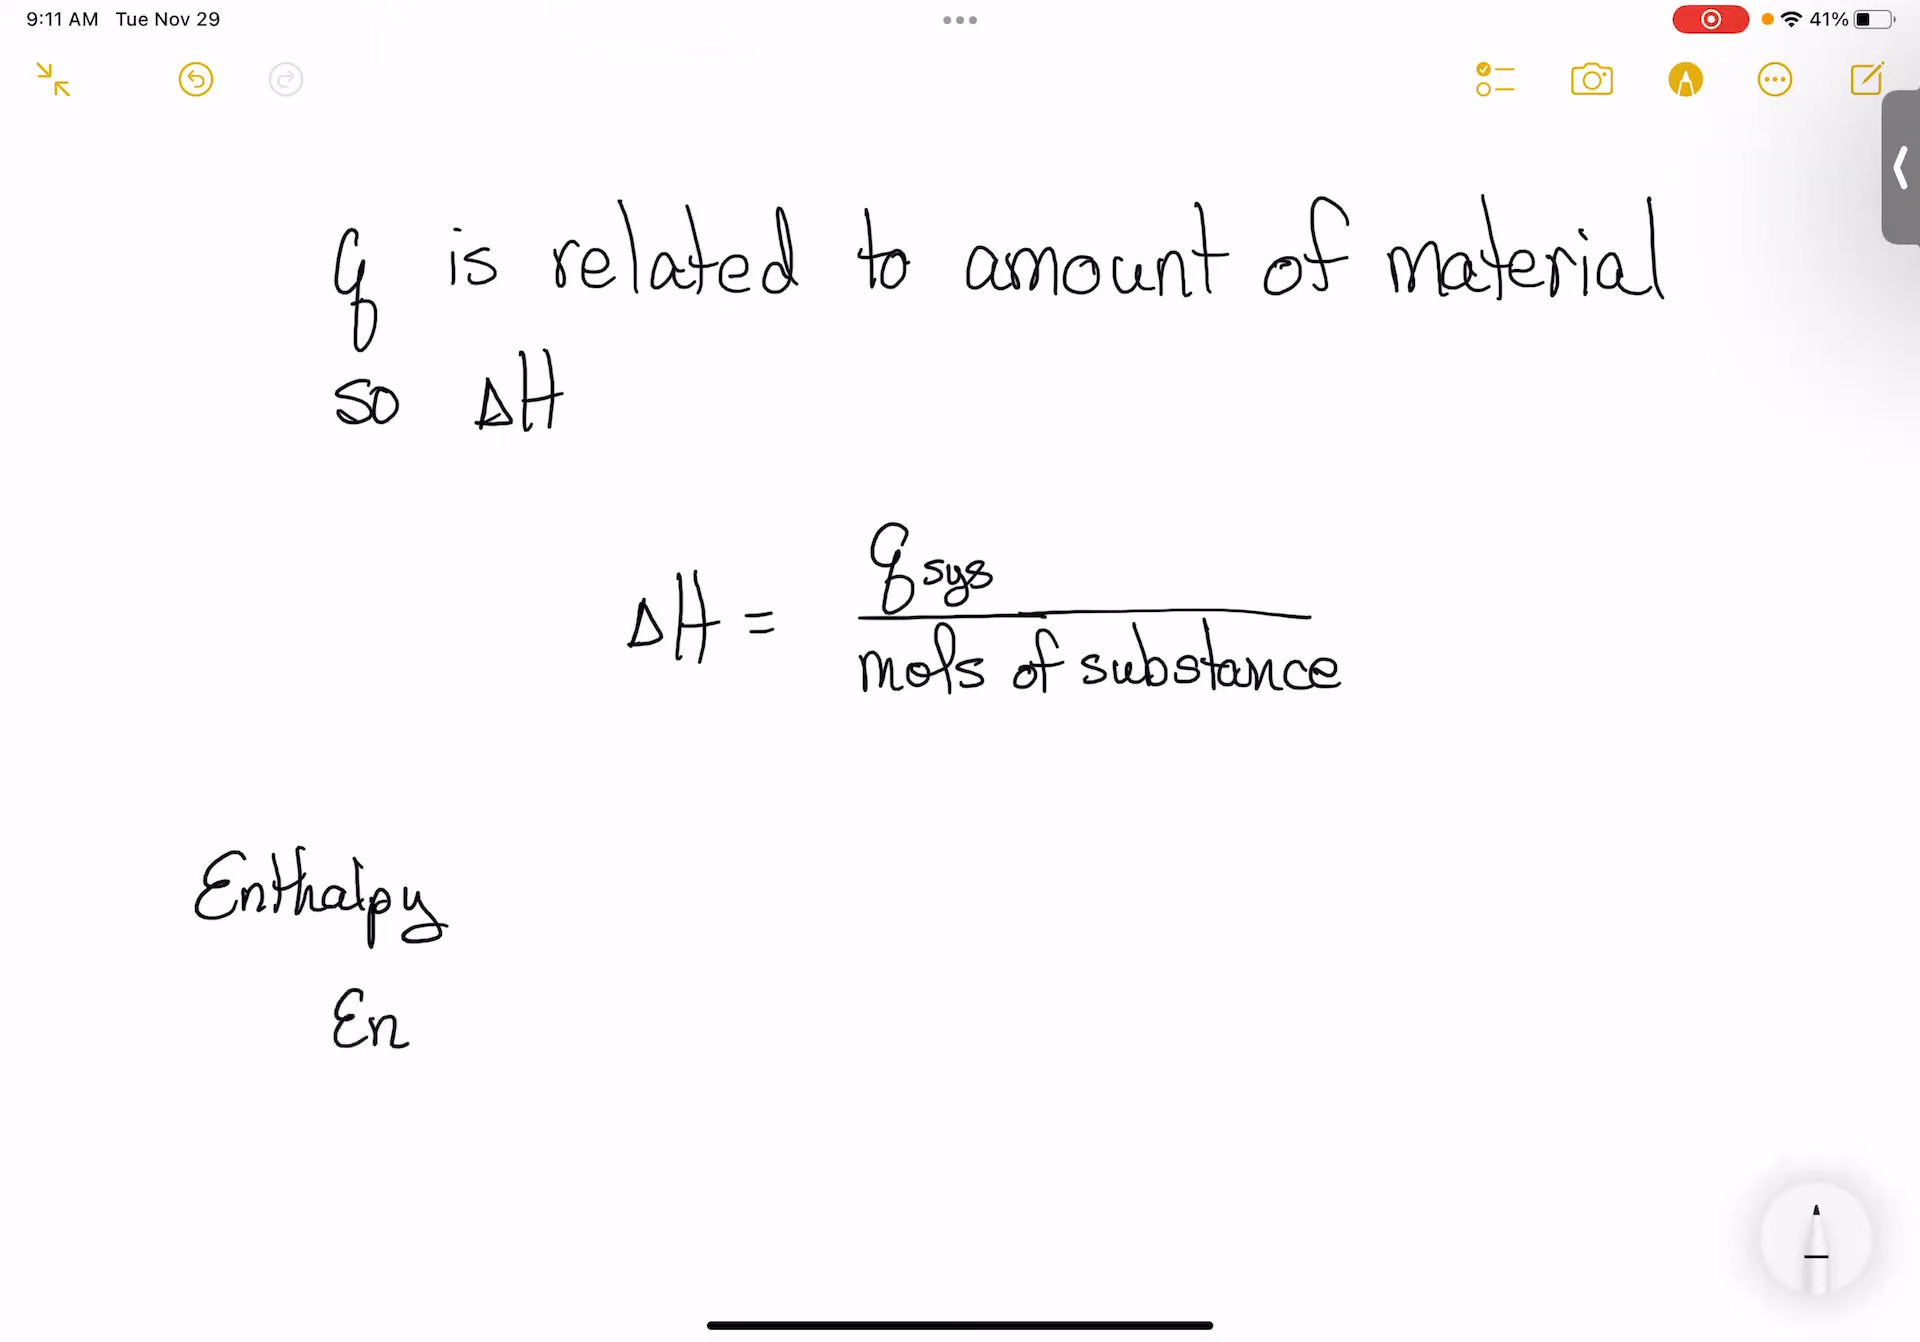 9:11 AM Tue Nov 29 41%
q is related to amount of material
so ΔH
ΔH = q sys / mols of substance
Enthalpy
En